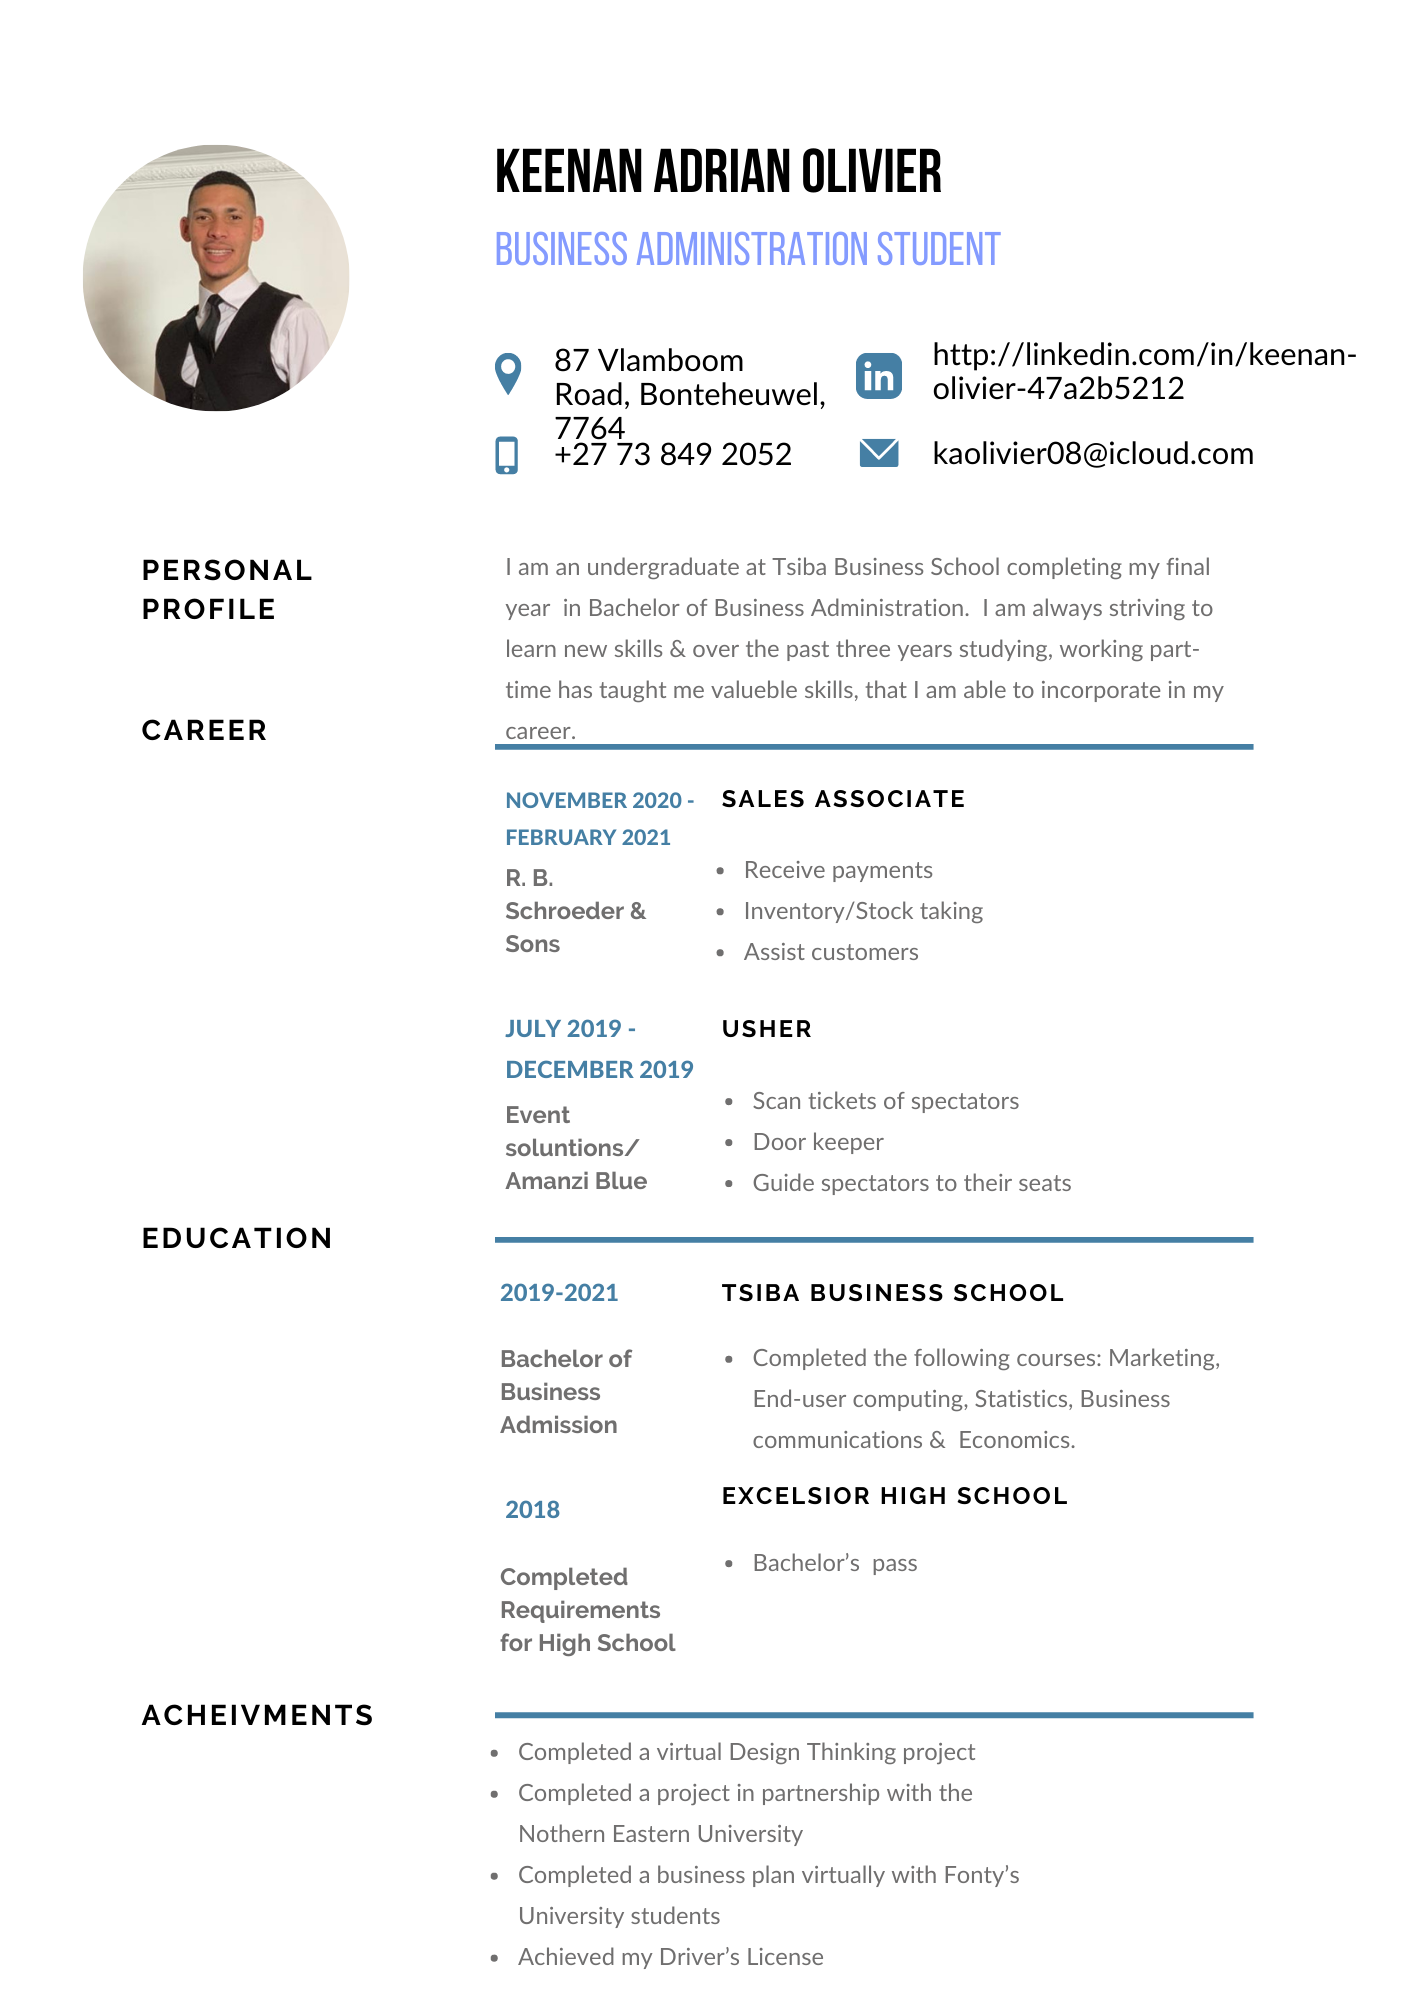 KEENAN ADRIAN OLIVIER
BUSINESS ADMINISTRATION STUDENT
87 Vlamboom
Road, Bonteheuwel,
7764
+27 73 849 2052
in
http://linkedin.com/in/keenan-
olivier-47a2b5212
kaolivier08@icloud.com
PERSONAL
PROFILE
I am an undergraduate at Tsiba Business School completing my final
year  in Bachelor of Business Administration.  I am always striving to
learn new skills & over the past three years studying, working part-
time has taught me valueble skills, that I am able to incorporate in my
career.
CAREER
NOVEMBER 2020 -
FEBRUARY 2021
R. B.
Schroeder &
Sons
SALES ASSOCIATE
• Receive payments
• Inventory/Stock taking
• Assist customers
JULY 2019 -
DECEMBER 2019
Event
soluntions/
Amanzi Blue
USHER
• Scan tickets of spectators
• Door keeper
• Guide spectators to their seats
EDUCATION
2019-2021
Bachelor of
Business
Admission
TSIBA BUSINESS SCHOOL
• Completed the following courses: Marketing,
End-user computing, Statistics, Business
communications &  Economics.
2018
Completed
Requirements
for High School
EXCELSIOR HIGH SCHOOL
• Bachelor’s  pass
ACHEIVMENTS
• Completed a virtual Design Thinking project
• Completed a project in partnership with the
Nothern Eastern University
• Completed a business plan virtually with Fonty’s
University students
• Achieved my Driver’s License